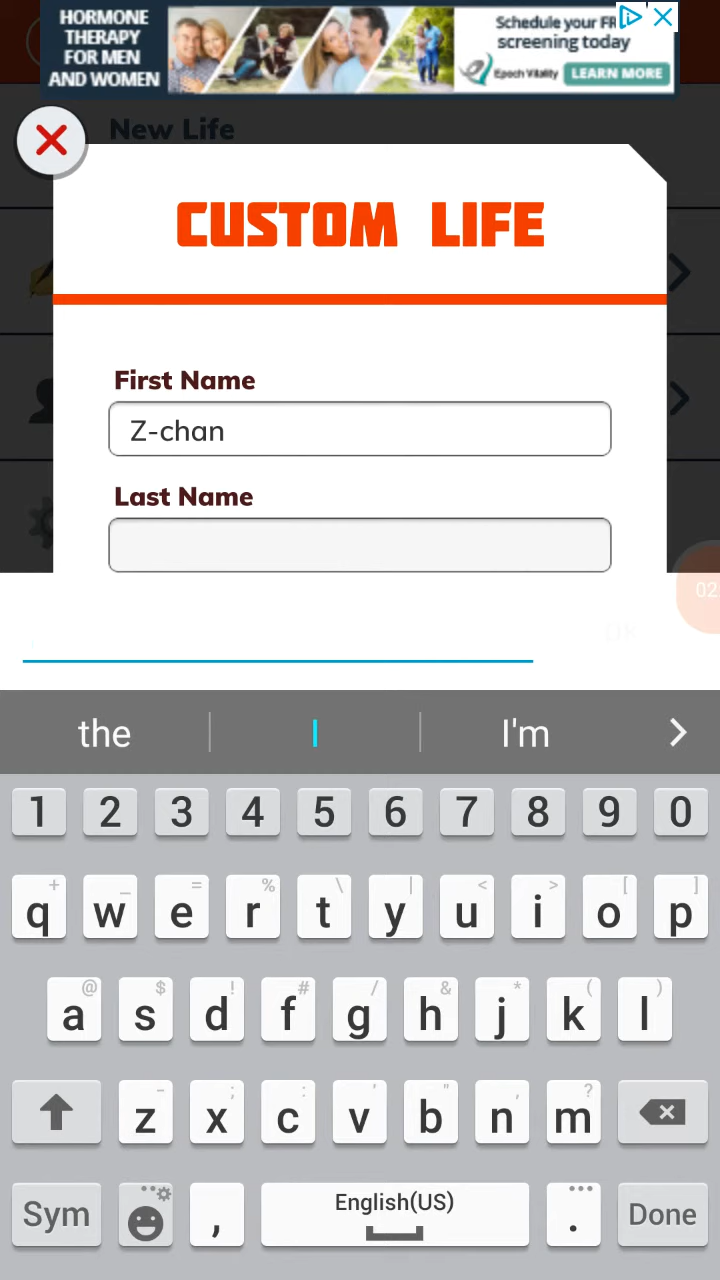 HORMONE
THERAPY
FOR MEN
AND WOMEN
Schedule your FR
screening today
Epoch Vitality
LEARN MORE
New Life
CUSTOM LIFE
First Name
Z-chan
Last Name
02
OK
the
I
I'm
1 2 3 4 5 6 7 8 9 0
+ _ = % \ | < > [ ]
q w e r t y u i o p
@ $ ! # / & * ( )
a s d f g h j k l
- ; : ' " , ?
z x c v b n m
Sym
,
English(US)
.
Done